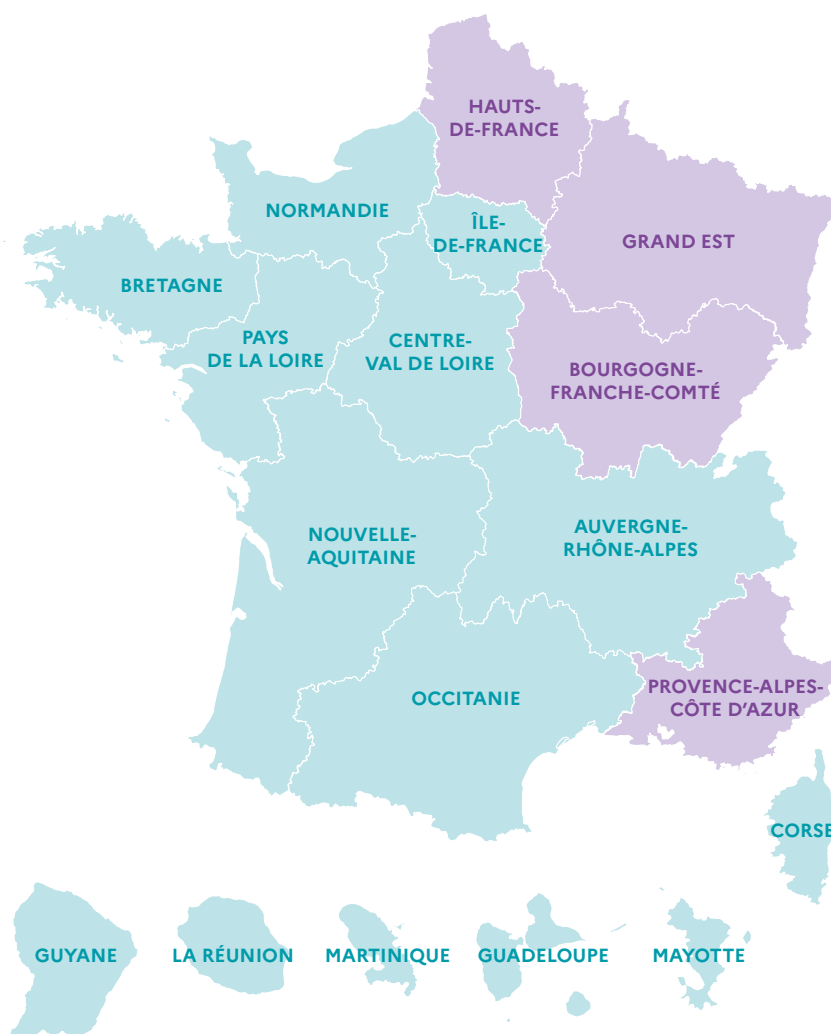 HAUTS-
DE-FRANCE
NORMANDIE
ÎLE-
DE-FRANCE
GRAND EST
BRETAGNE
PAYS
DE LA LOIRE
CENTRE-
VAL DE LOIRE
BOURGOGNE-
FRANCHE-COMTÉ
NOUVELLE-
AQUITAINE
AUVERGNE-
RHÔNE-ALPES
OCCITANIE
PROVENCE-ALPES-
CÔTE D'AZUR
CORSE
GUYANE
LA RÉUNION
MARTINIQUE
GUADELOUPE
MAYOTTE